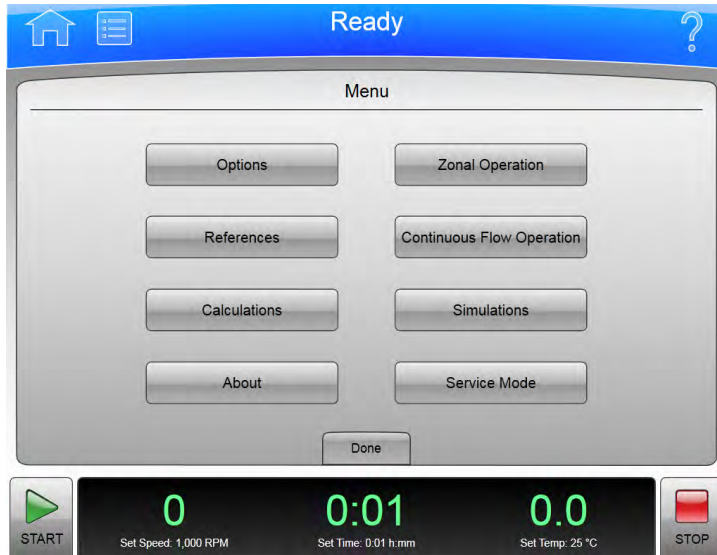 Ready
?
Menu
Options
Zonal Operation
References
Continuous Flow Operation
Calculations
Simulations
About
Service Mode
Done
0
0:01
0.0
START
Set Speed: 1,000 RPM
Set Time: 0:01 h:mm
Set Temp: 25 °C
STOP